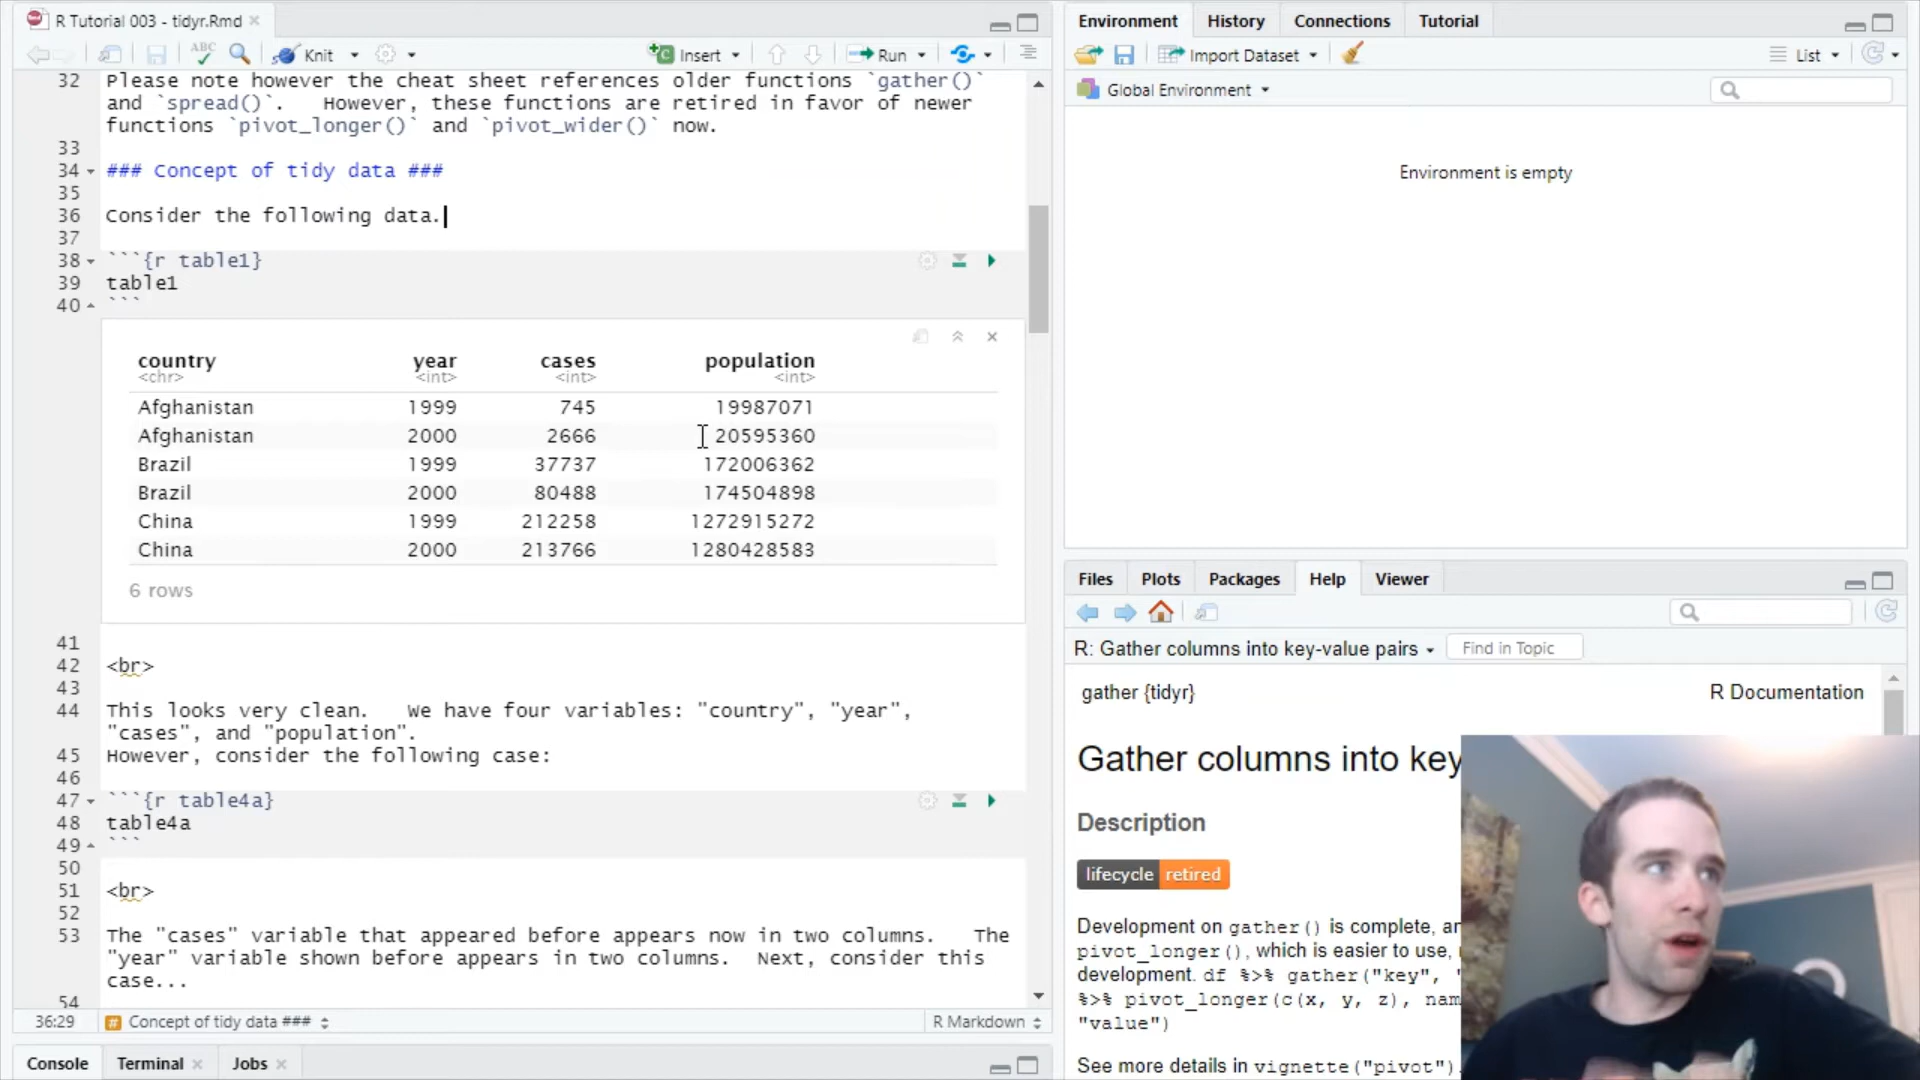 R Tutorial 003 - tidyr.Rmd
ABC
Knit
Insert
Run
32 Please note however the cheat sheet references older functions `gather()`
and `spread()`.   However, these functions are retired in favor of newer
functions `pivot_longer()` and `pivot_wider()` now.
33
34 ### Concept of tidy data ###
35
36 Consider the following data.
37
38 ```{r table1}
39 table1
40 ```
country year cases population
<chr> <int> <int> <int>
Afghanistan 1999 745 19987071
Afghanistan 2000 2666 20595360
Brazil 1999 37737 172006362
Brazil 2000 80488 174504898
China 1999 212258 1272915272
China 2000 213766 1280428583
6 rows
41
42 <br>
43
44 This looks very clean.   We have four variables: "country", "year",
"cases", and "population".
45 However, consider the following case:
46
47 ```{r table4a}
48 table4a
49 ```
50
51 <br>
52
53 The "cases" variable that appeared before appears now in two columns.   The
"year" variable shown before appears in two columns.  Next, consider this
case...
54
36:29 # Concept of tidy data ### R Markdown
Console Terminal Jobs
Environment History Connections Tutorial
Import Dataset List
Global Environment
Environment is empty
Files Plots Packages Help Viewer
R: Gather columns into key-value pairs Find in Topic
gather {tidyr} R Documentation
Gather columns into key
Description
lifecycle retired
Development on gather() is complete, an
pivot_longer(), which is easier to use,
development. df %>% gather("key", "
%>% pivot_longer(c(x, y, z), nam
"value")
See more details in vignette("pivot").